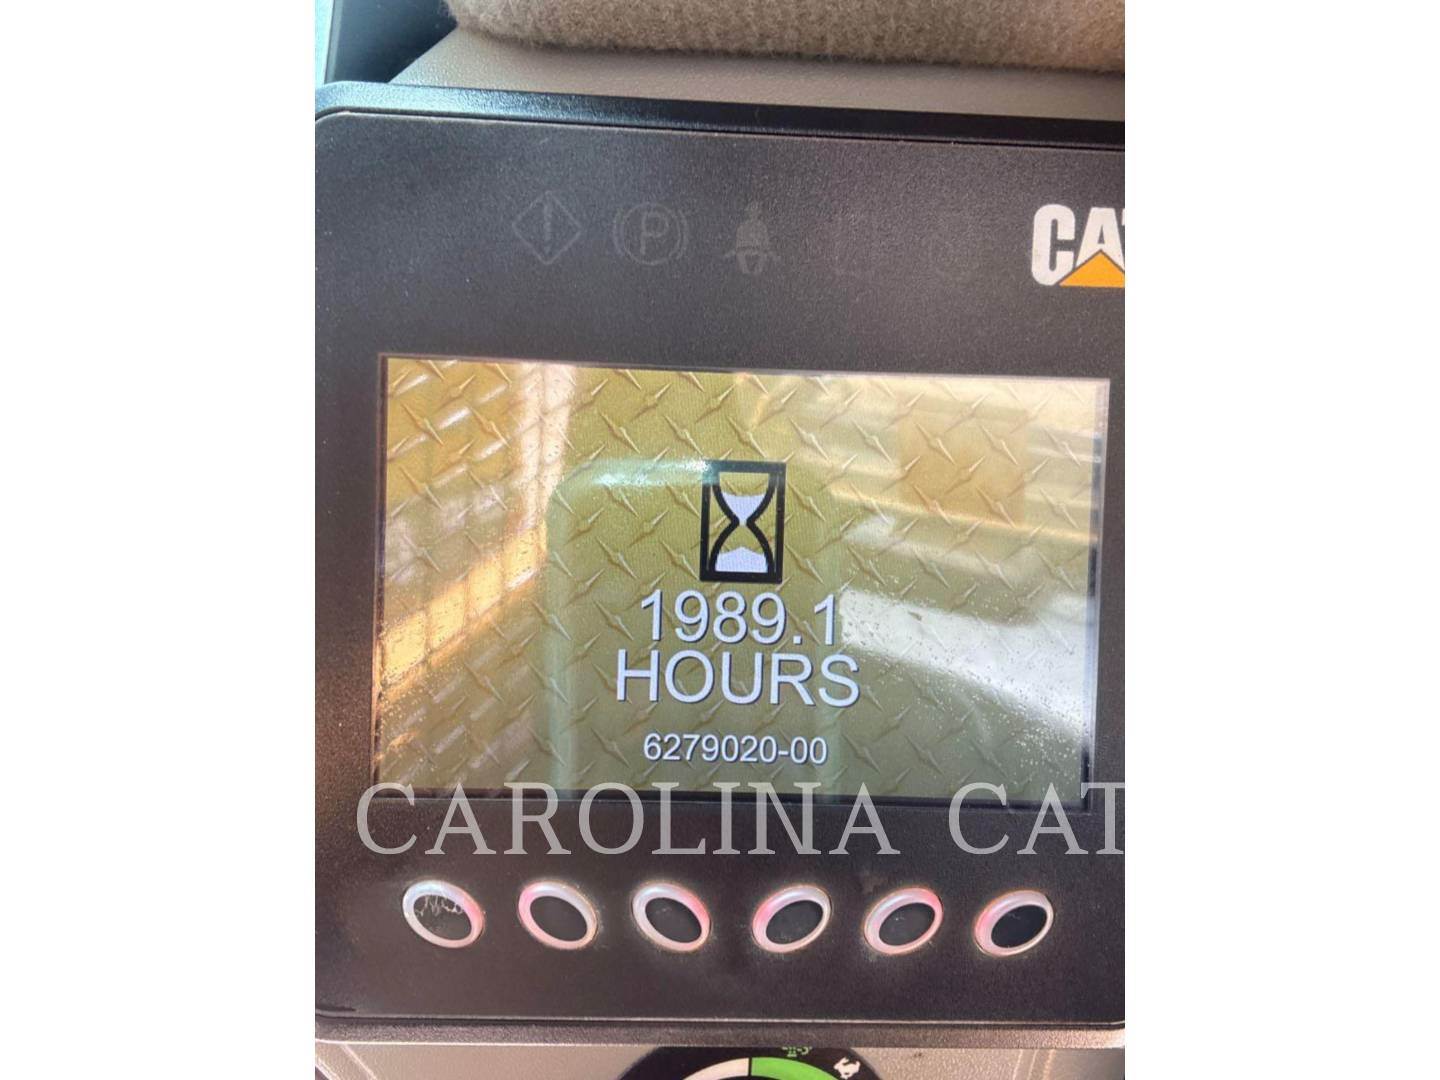 P
CAT
1989.1
HOURS
6279020-00
CAROLINA CAT